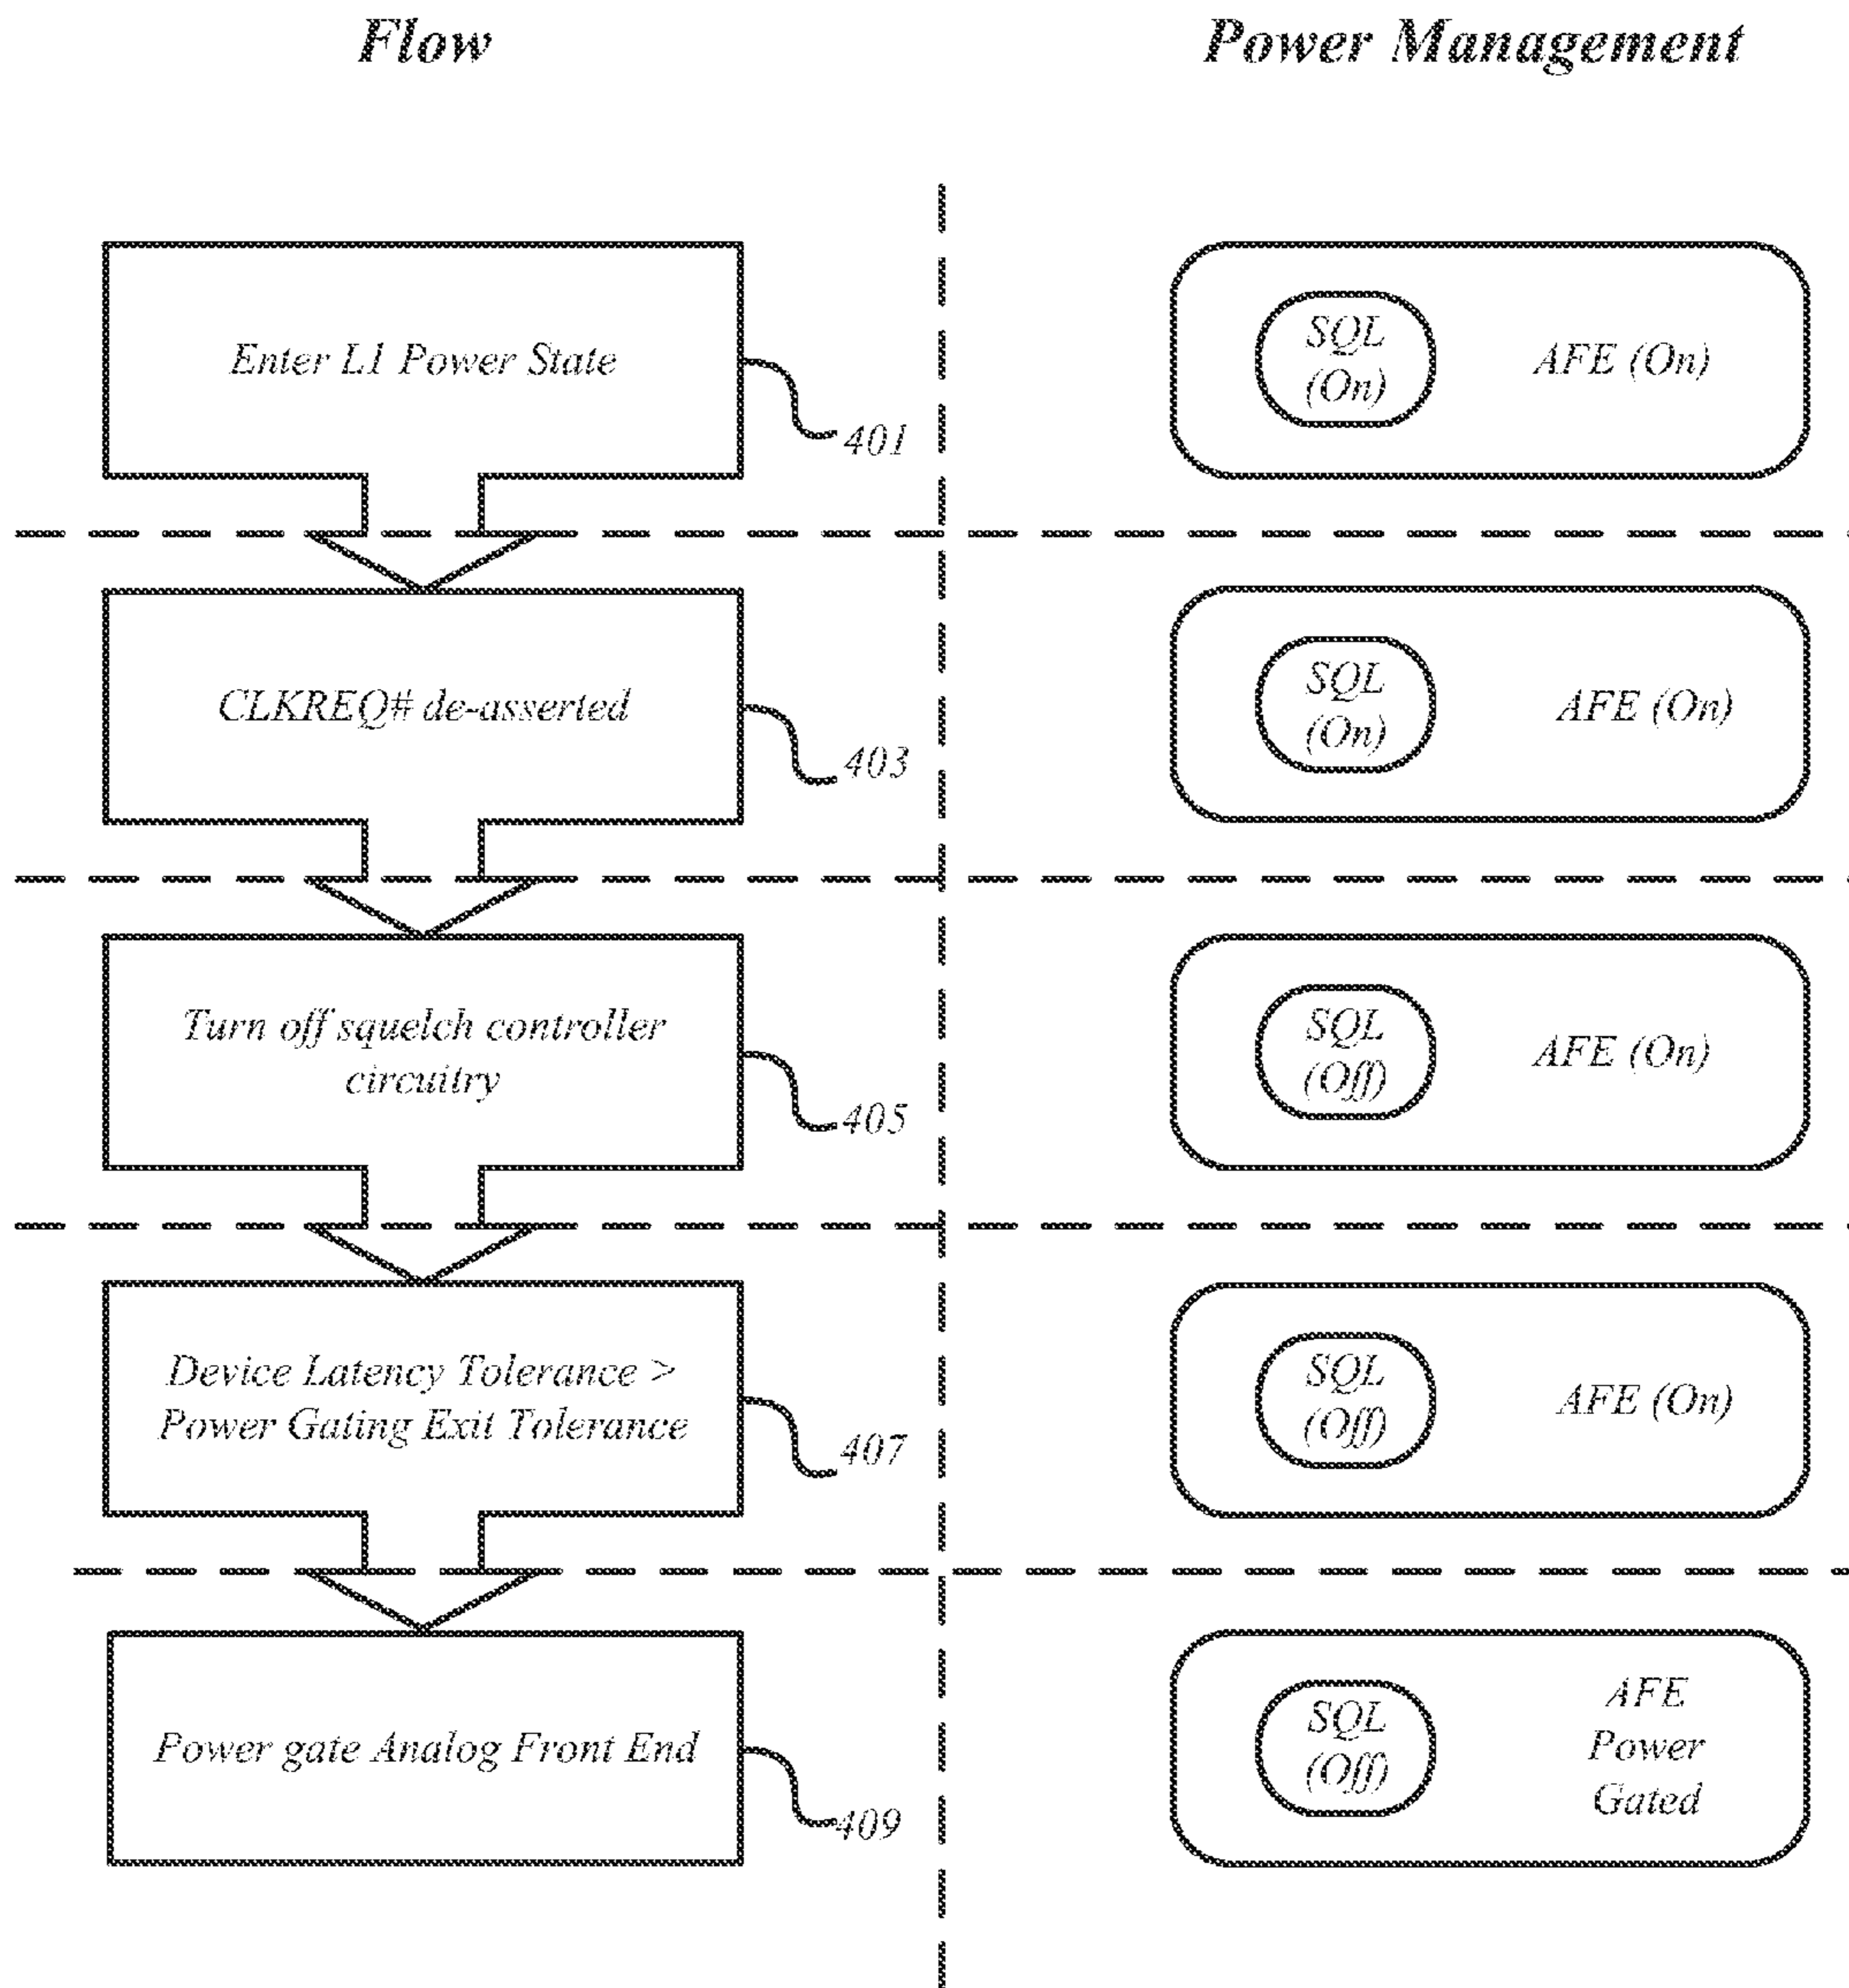 Flow
Power Management
Enter L1 Power State
401
SQL
(On)
AFE (On)
CLKREQ# de-asserted
403
SQL
(On)
AFE (On)
Turn off squelch controller
circuitry
405
SQL
(Off)
AFE (On)
Device Latency Tolerance >
Power Gating Exit Tolerance
407
SQL
(Off)
AFE (On)
Power gate Analog Front End
409
SQL
(Off)
AFE
Power
Gated